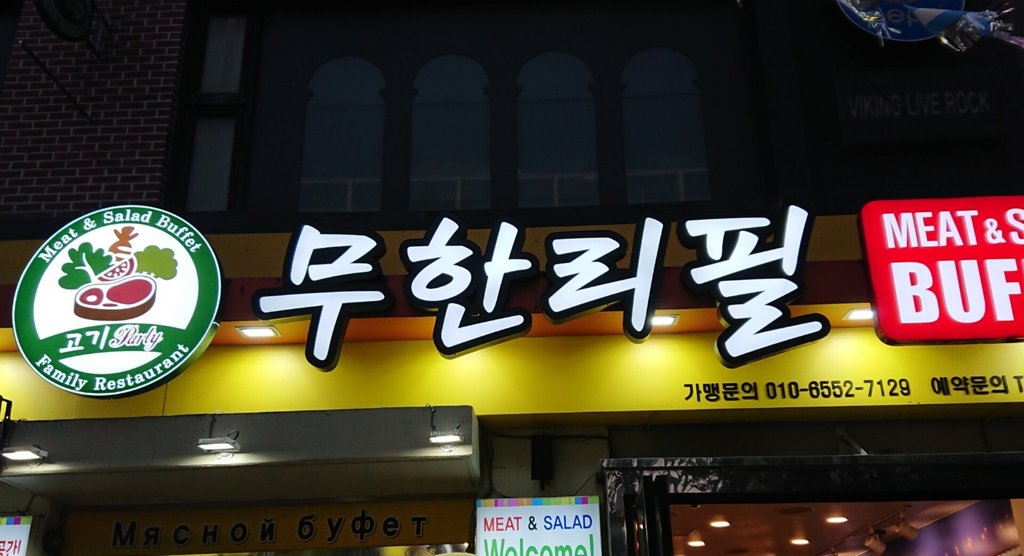 VIKING LIVE ROCK
Meat & Salad Buffet
고기 Party
Family Restaurant
무한리필
MEAT & S
BUF
가맹문의 010-6552-7129 예약문의 T
Мясной буфет
MEAT & SALAD
Welcome!